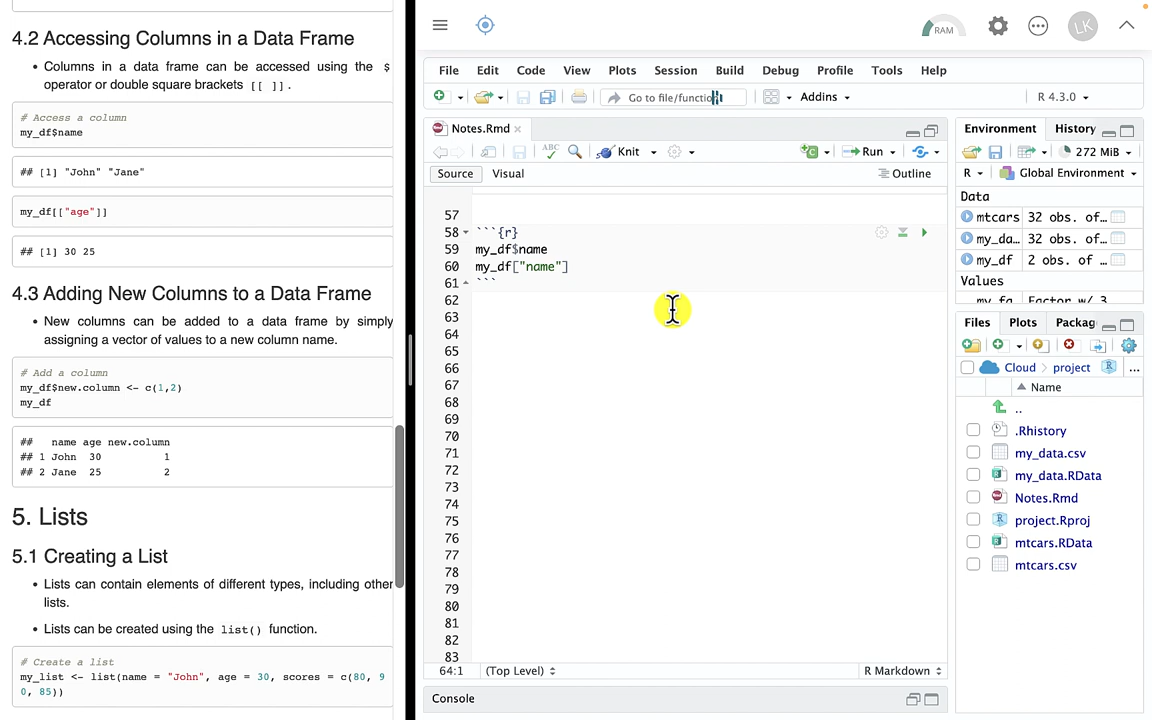 4.2 Accessing Columns in a Data Frame
• Columns in a data frame can be accessed using the $
operator or double square brackets [[ ]].
# Access a column
my_df$name
## [1] "John" "Jane"
my_df[["age"]]
## [1] 30 25
4.3 Adding New Columns to a Data Frame
• New columns can be added to a data frame by simply
assigning a vector of values to a new column name.
# Add a column
my_df$new.column <- c(1,2)
my_df
## name age new.column
## 1 John 30 1
## 2 Jane 25 2
5. Lists
5.1 Creating a List
• Lists can contain elements of different types, including other
lists.
• Lists can be created using the list() function.
# Create a list
my_list <- list(name = "John", age = 30, scores = c(80, 9
0, 85))
RAM
LK
File Edit Code View Plots Session Build Debug Profile Tools Help
Go to file/function
Addins
R 4.3.0
Notes.Rmd
ABC
Knit
Run
Source Visual
Outline
57
58 ```{r}
59 my_df$name
60 my_df["name"]
61 ```
62
63
64
65
66
67
68
69
70
71
72
73
74
75
76
77
78
79
80
81
82
83
64:1 (Top Level) R Markdown
Console
Environment History
272 MiB
R Global Environment
Data
mtcars 32 obs. of…
my_da… 32 obs. of…
my_df 2 obs. of …
Values
my_fa Factor w/ 3
Files Plots Packag
Cloud project ...
Name
..
.Rhistory
my_data.csv
my_data.RData
Notes.Rmd
project.Rproj
mtcars.RData
mtcars.csv